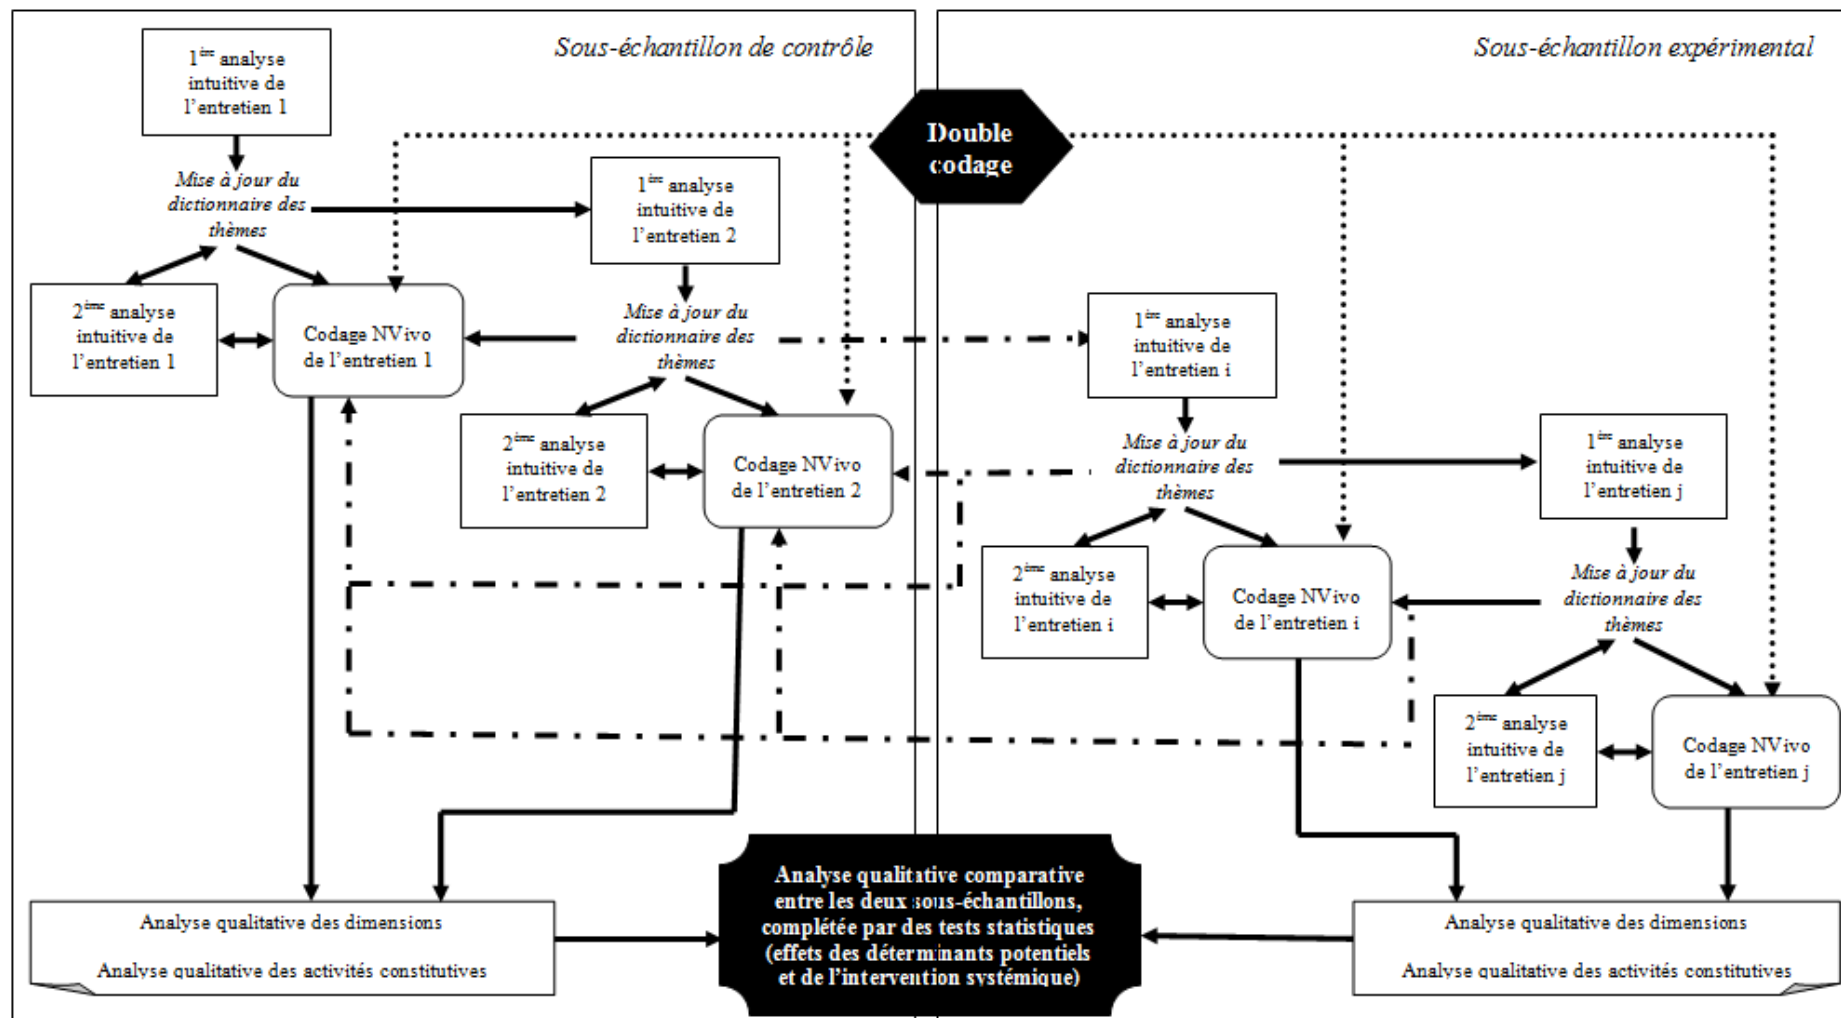 Sous-échantillon de contrôle
1ère analyse
intuitive de
l'entretien 1
Mise à jour du
dictionnaire des
thèmes
2ème analyse
intuitive de
l'entretien 1
Codage NVivo
de l'entretien 1
1ère analyse
intuitive de
l'entretien 2
Mise à jour du
dictionnaire des
thèmes
2ème analyse
intuitive de
l'entretien 2
Codage NVivo
de l'entretien 2
Double
codage
Sous-échantillon expérimental
1ère analyse
intuitive de
l'entretien i
Mise à jour du
dictionnaire des
thèmes
2ème analyse
intuitive de
l'entretien i
Codage NVivo
de l'entretien i
1ère analyse
intuitive de
l'entretien j
Mise à jour du
dictionnaire des
thèmes
2ème analyse
intuitive de
l'entretien j
Codage NVivo
de l'entretien j
Analyse qualitative des dimensions
Analyse qualitative des activités constitutives
Analyse qualitative comparative
entre les deux sous-échantillons,
complétée par des tests statistiques
(effets des déterminants potentiels
et de l'intervention systémique)
Analyse qualitative des dimensions
Analyse qualitative des activités constitutives